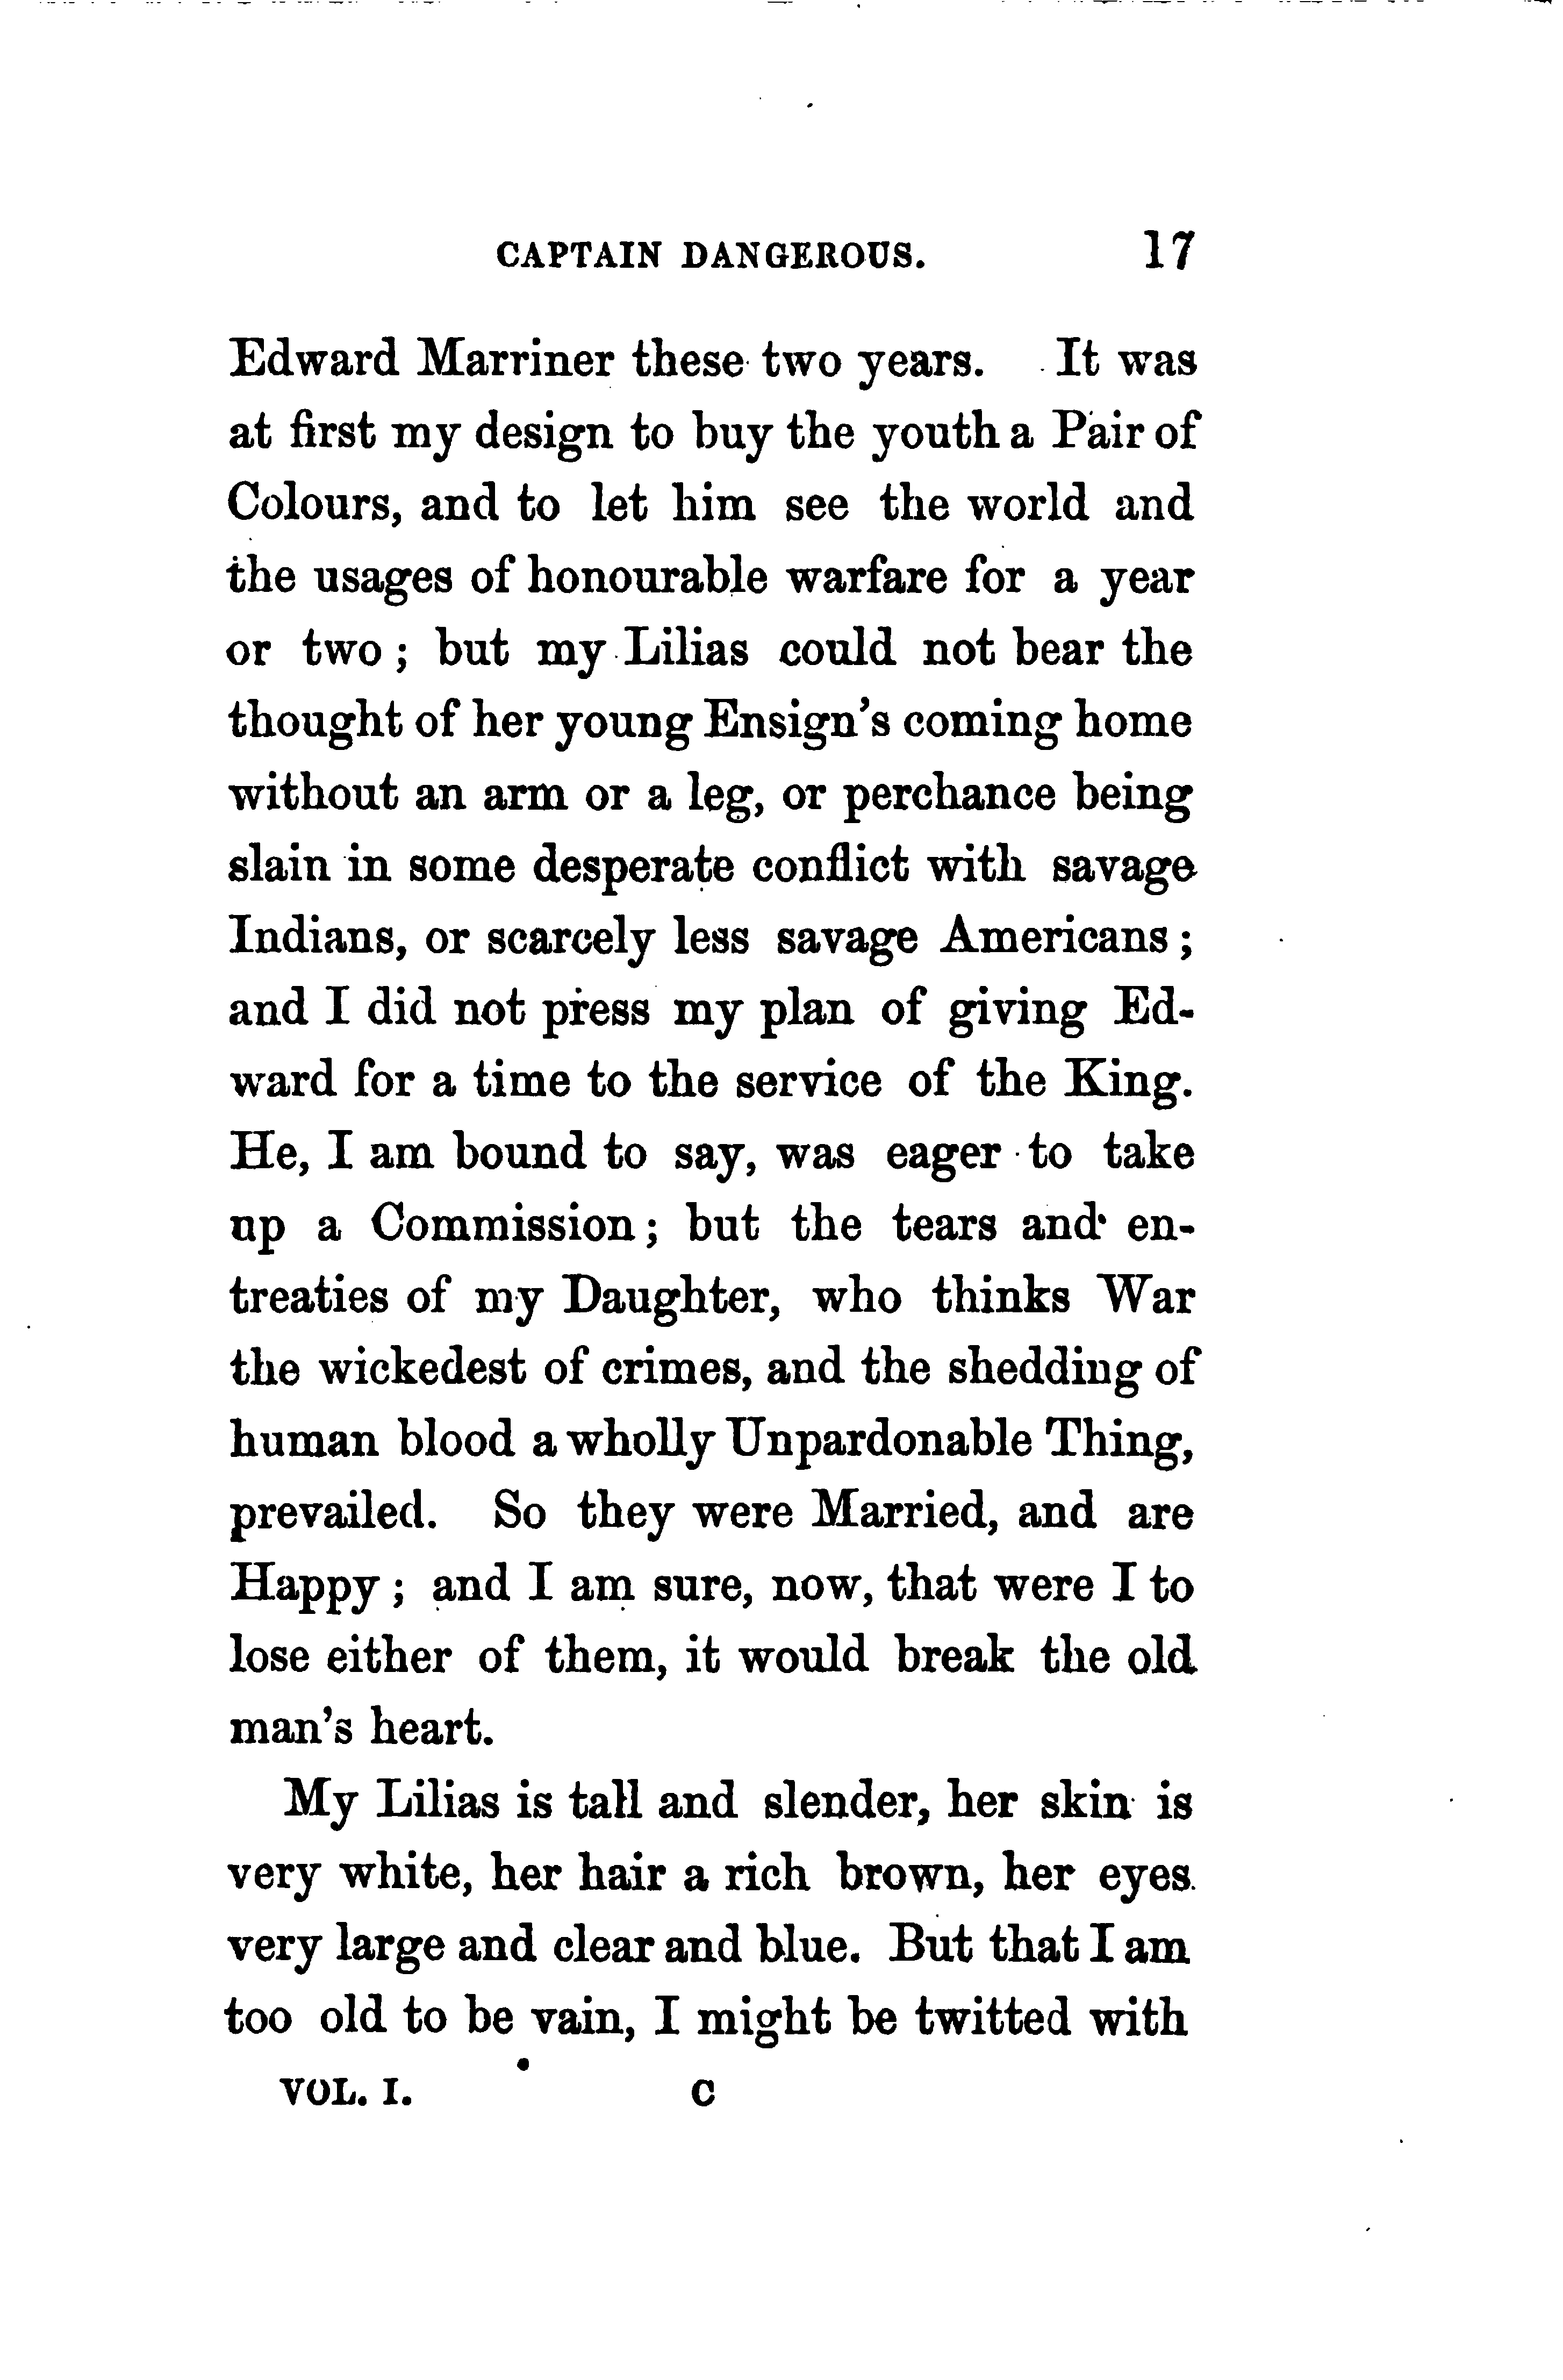 CAPTAIN DANGEROUS. 17
Edward Marriner these two years. It was
at first my design to buy the youth a Pair of
Colours, and to let him see the world and
the usages of honourable warfare for a year
or two; but my Lilias could not bear the
thought of her young Ensign's coming home
without an arm or a leg, or perchance being
slain in some desperate conflict with savage
Indians, or scarcely less savage Americans;
and I did not press my plan of giving Ed-
ward for a time to the service of the King.
He, I am bound to say, was eager to take
up a Commission; but the tears and en-
treaties of my Daughter, who thinks War
the wickedest of crimes, and the shedding of
human blood a wholly Unpardonable Thing,
prevailed. So they were Married, and are
Happy; and I am sure, now, that were I to
lose either of them, it would break the old
man's heart.
My Lilias is tall and slender, her skin is
very white, her hair a rich brown, her eyes
very large and clear and blue. But that I am
too old to be vain, I might be twitted with
VOL. I. C